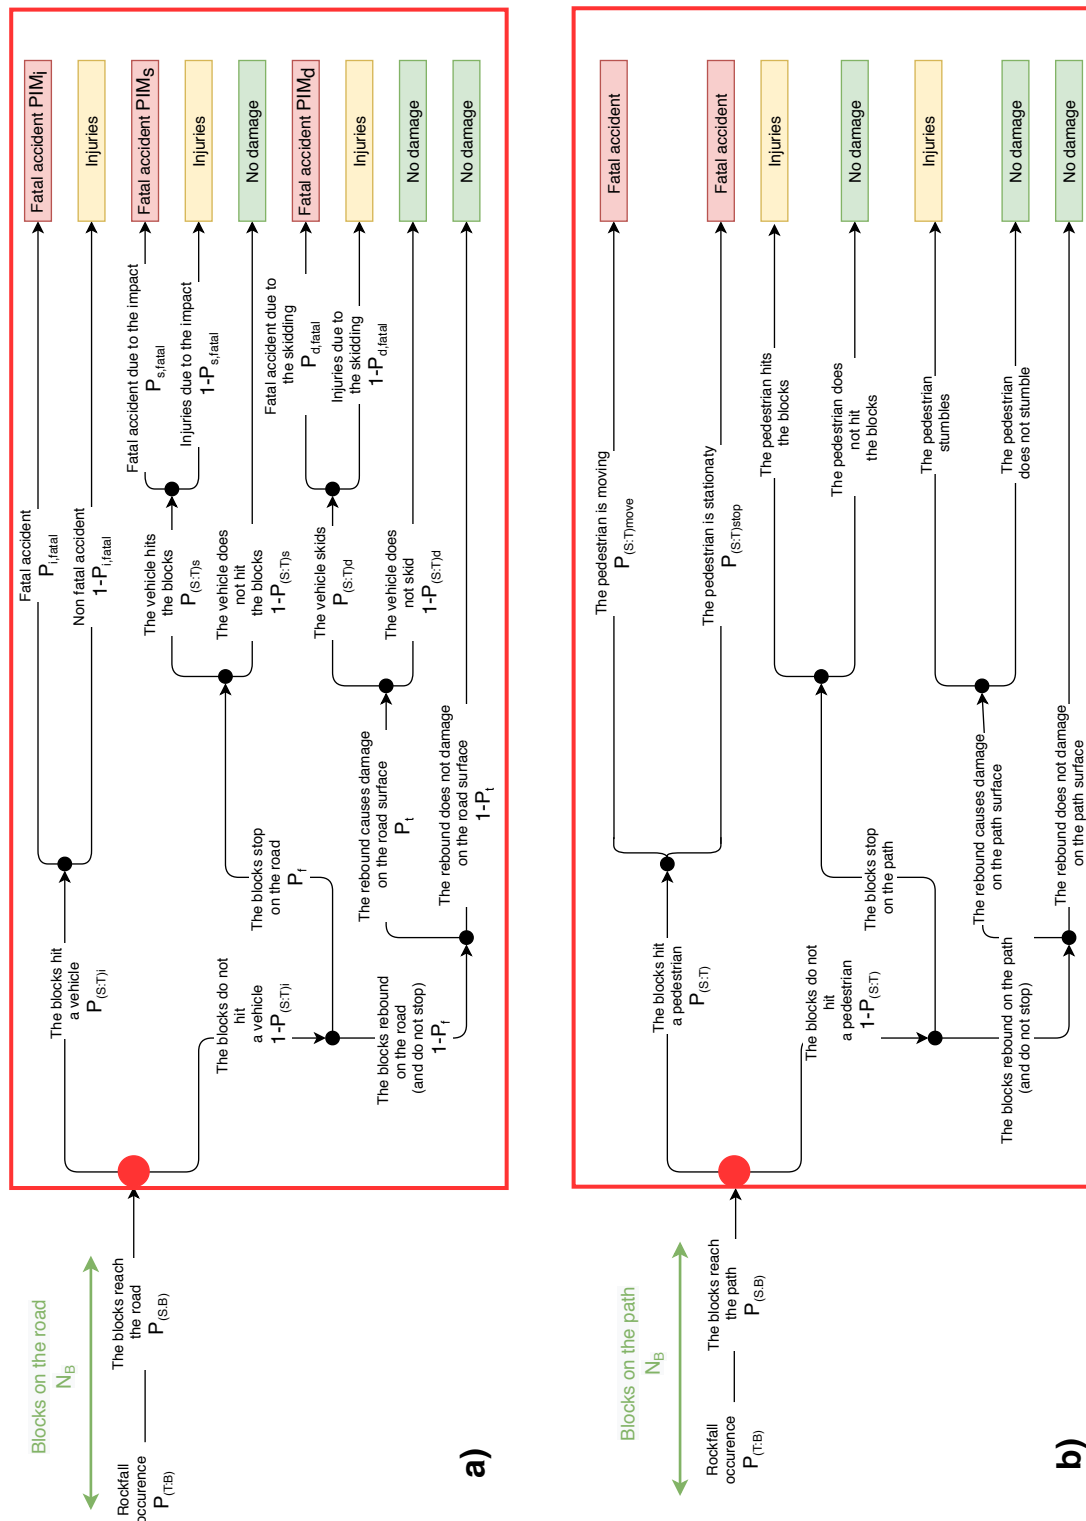 Blocks on the road
N_B
Rockfall
occurence
P_(T:B)
The blocks reach
the road
P_(S.B)
The blocks hit
a vehicle
P_(S:T)i
The blocks do not
hit
a vehicle
1-P_(S:T)i
Fatal accident
P_i,fatal
Non fatal accident
1-P_i,fatal
The blocks stop
on the road
P_f
The blocks rebound
on the road
(and do not stop)
1-P_f
The vehicle hits
the blocks
P_(S:T)s
The vehicle does
not hit
the blocks
1-P_(S:T)s
The rebound causes damage
on the road surface
P_t
The rebound does not damage
on the road surface
1-P_t
Fatal accident due to the impact
P_s,fatal
Injuries due to the impact
1-P_s,fatal
The vehicle skids
P_(S:T)d
The vehicle does
not skid
1-P_(S:T)d
Fatal accident due to
the skidding
P_d,fatal
Injuries due to
the skidding
1-P_d,fatal
Fatal accident PIM_i
Injuries
Fatal accident PIM_s
Injuries
No damage
Fatal accident PIM_d
Injuries
No damage
No damage
a)
Blocks on the path
N_B
Rockfall
occurence
P_(T:B)
The blocks reach
the path
P_(S.B)
The blocks hit
a pedestrian
P_(S:T)
The blocks do not
hit
a pedestrian
1-P_(S:T)
The pedestrian is moving
P_(S:T)move
The pedestrian is stationaty
P_(S:T)stop
The blocks stop
on the path
The blocks rebound on the path
(and do not stop)
The pedestrian hits
the blocks
The pedestrian does
not hit
the blocks
The rebound causes damage
on the path surface
The rebound does not damage
on the path surface
The pedestrian
stumbles
The pedestrian
does not stumble
Fatal accident
Fatal accident
Injuries
No damage
Injuries
No damage
No damage
b)